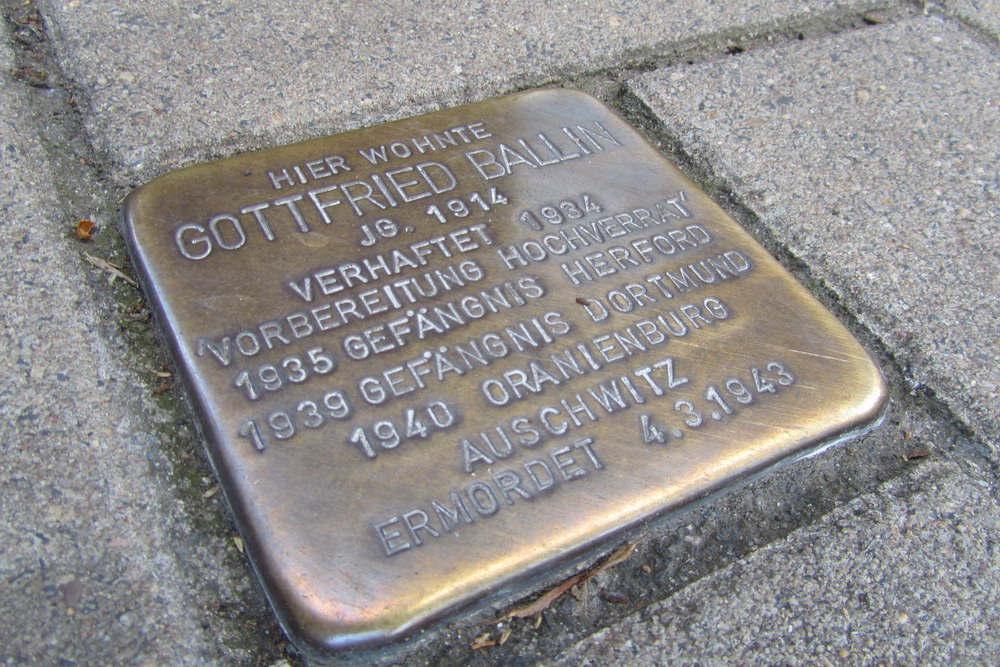 HIER WOHNTE
GOTTFRIED BALLIN
JG. 1914
VERHAFTET 1934
'VORBEREITUNG HOCHVERRAT'
1935 GEFÄNGNIS HERFORD
1939 GEFÄNGNIS DORTMUND
1940 ORANIENBURG
AUSCHWITZ
ERMORDET 4.3.1943